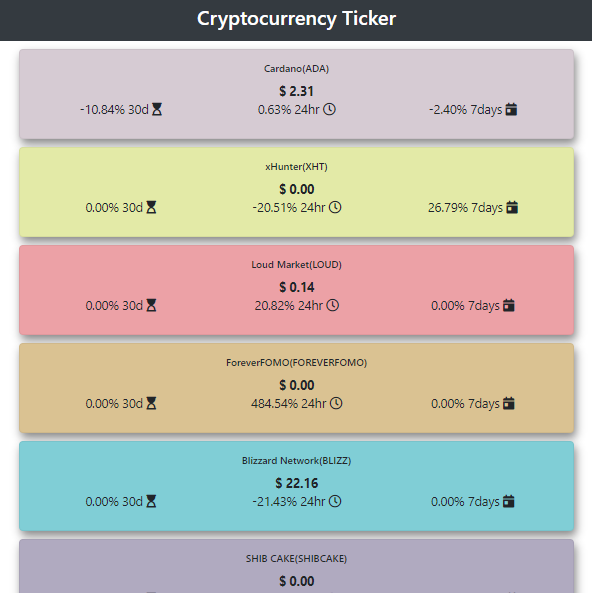 Cryptocurrency Ticker
Cardano(ADA)
$ 2.31
-10.84% 30d 0.63% 24hr -2.40% 7days
xHunter(XHT)
$ 0.00
0.00% 30d -20.51% 24hr 26.79% 7days
Loud Market(LOUD)
$ 0.14
0.00% 30d 20.82% 24hr 0.00% 7days
ForeverFOMO(FOREVERFOMO)
$ 0.00
0.00% 30d 484.54% 24hr 0.00% 7days
Blizzard Network(BLIZZ)
$ 22.16
0.00% 30d -21.43% 24hr 0.00% 7days
SHIB CAKE(SHIBCAKE)
$ 0.00